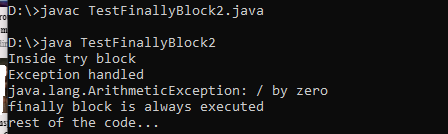 D:\>javac TestFinallyBlock2.java
D:\>java TestFinallyBlock2
Inside try block
Exception handled
java.lang.ArithmeticException: / by zero
finally block is always executed
rest of the code...